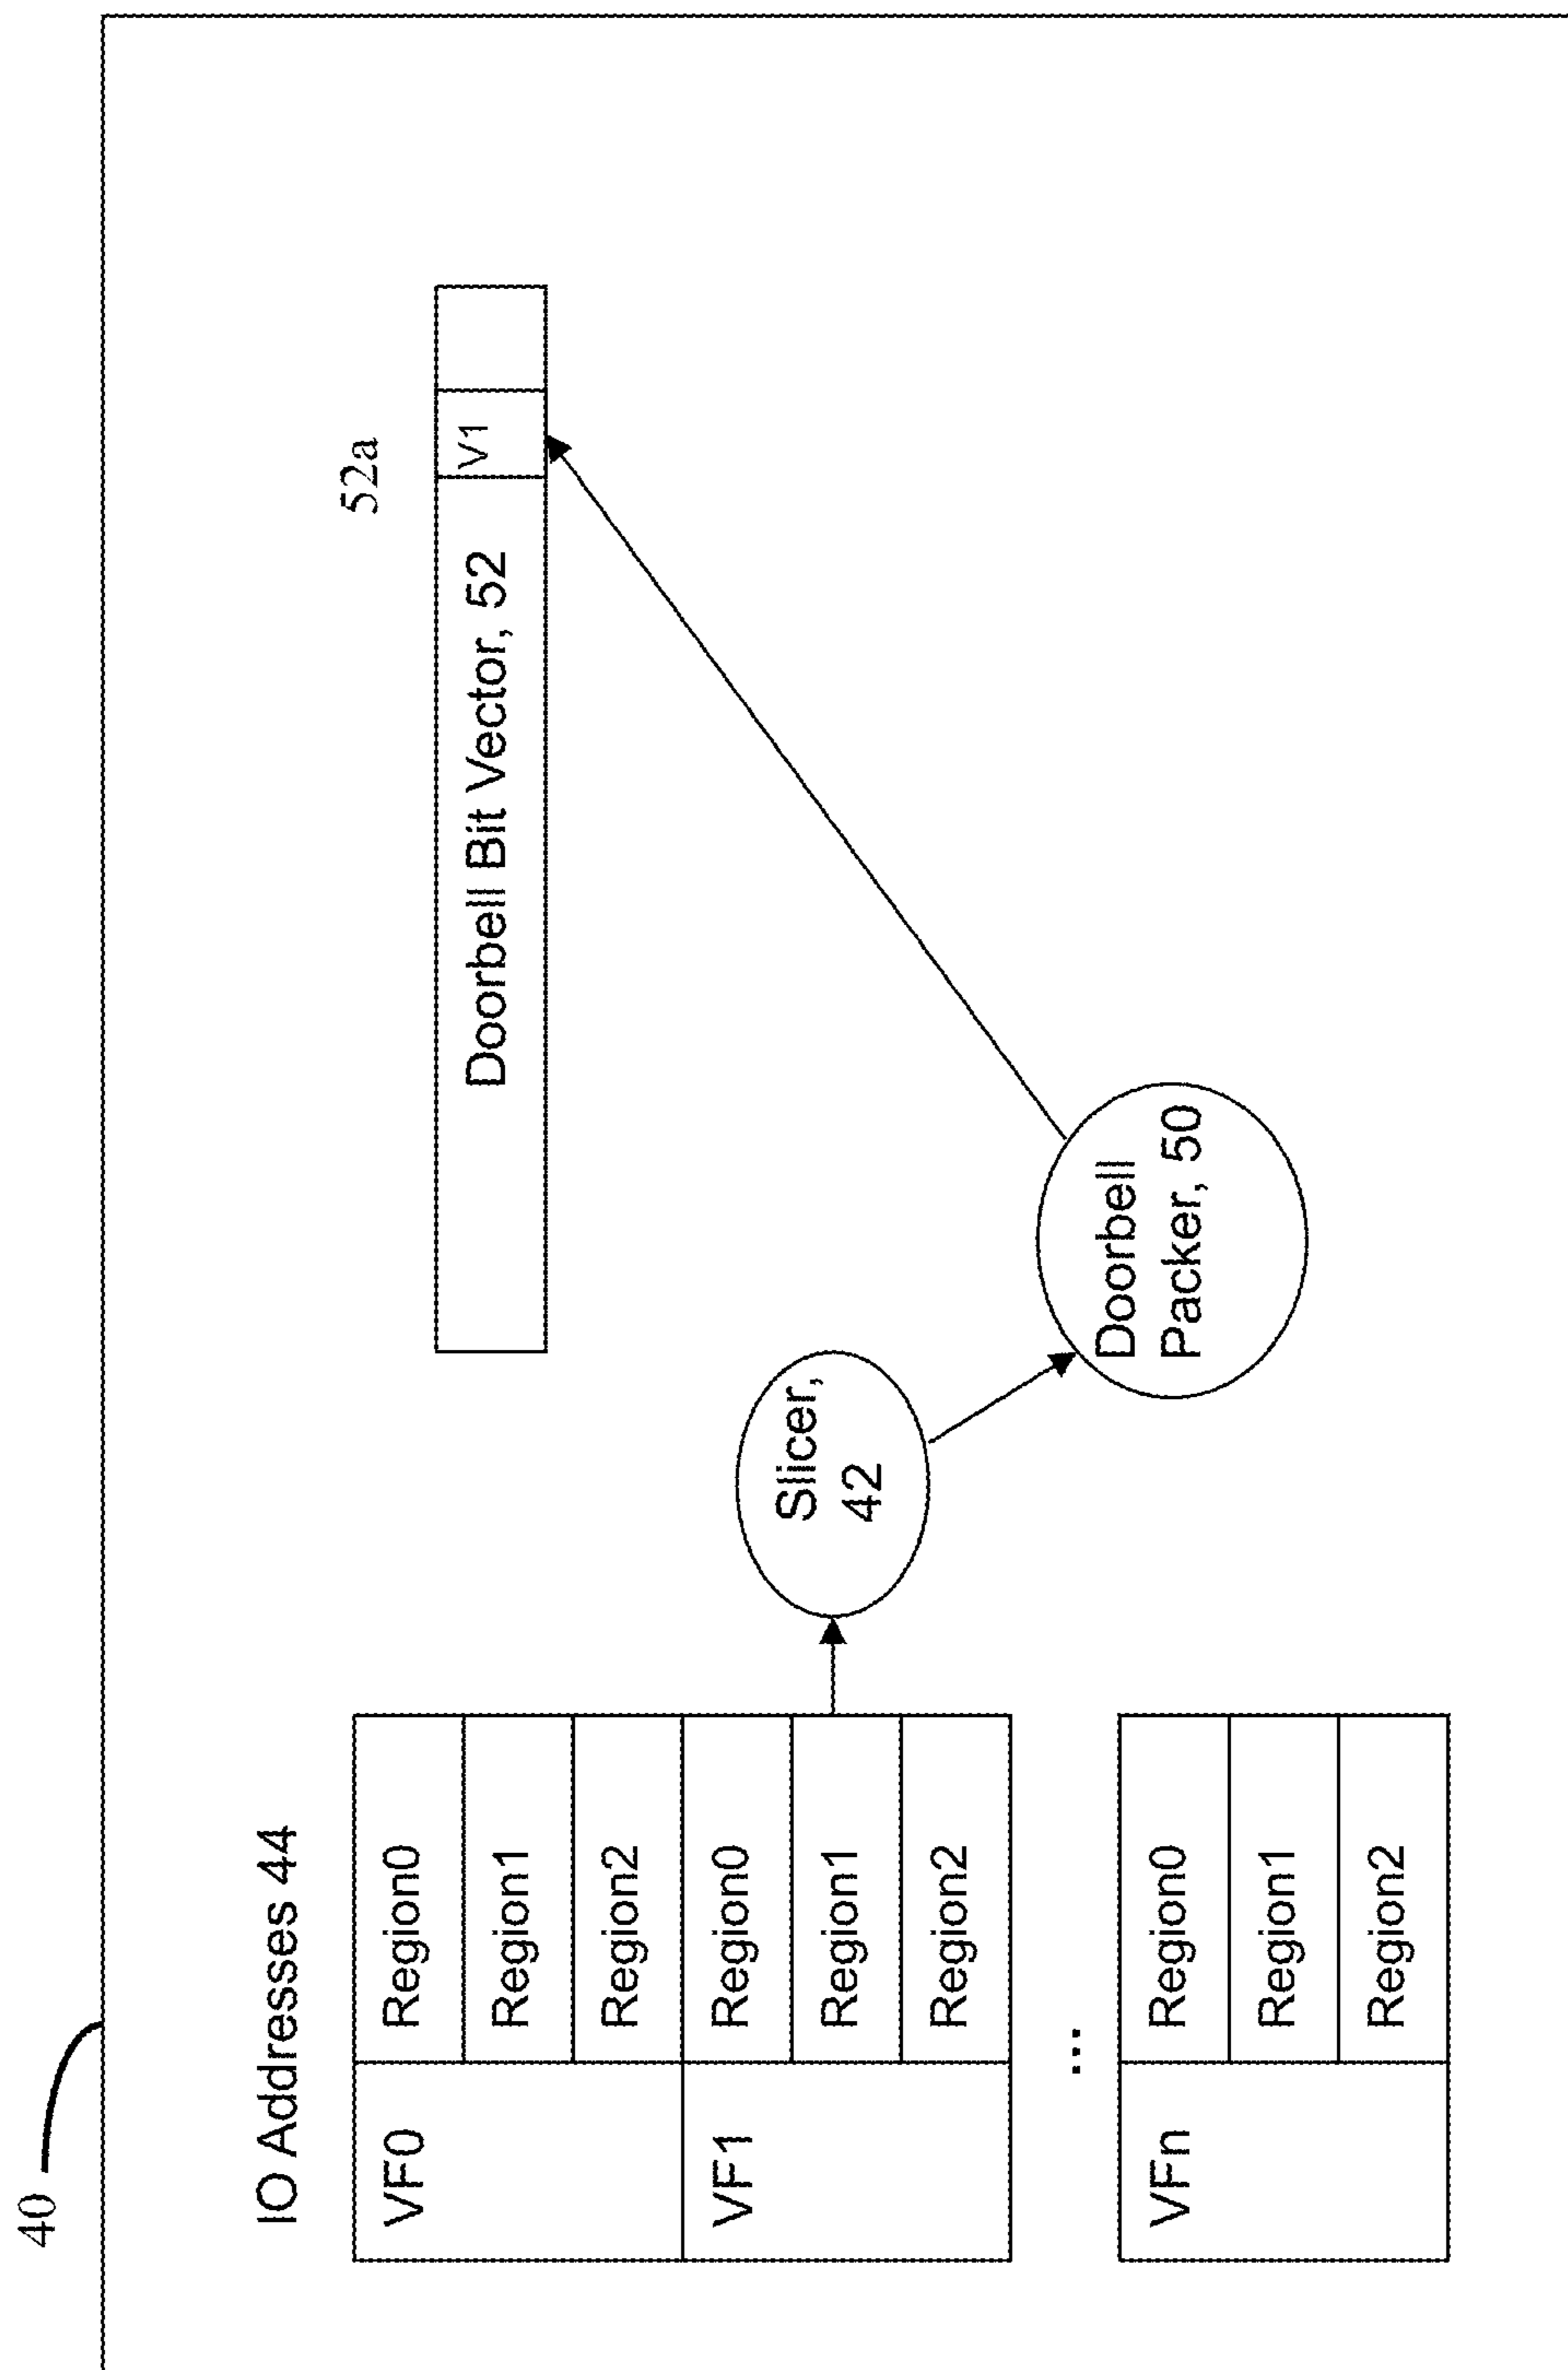 40
IO Addresses 44
VF0
Region0
Region1
Region2
VF1
Region0
Region1
Region2
...
VFn
Region0
Region1
Region2
Slicer,
42
Doorbell
Packer, 50
52a
Doorbell Bit Vector, 52
V1